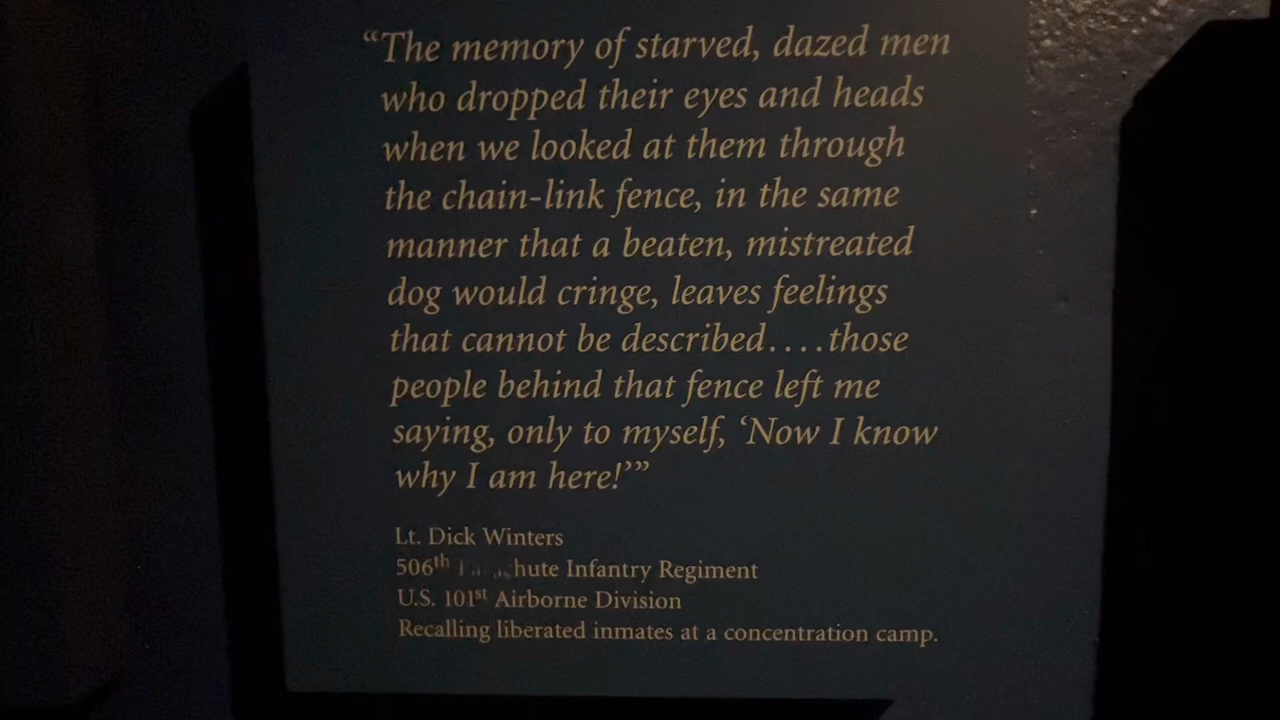 “The memory of starved, dazed men
who dropped their eyes and heads
when we looked at them through
the chain-link fence, in the same
manner that a beaten, mistreated
dog would cringe, leaves feelings
that cannot be described....those
people behind that fence left me
saying, only to myself, ‘Now I know
why I am here!’”
Lt. Dick Winters
506th Infantry Regiment
U.S. 101st Airborne Division
Recalling liberated inmates at a concentration camp.